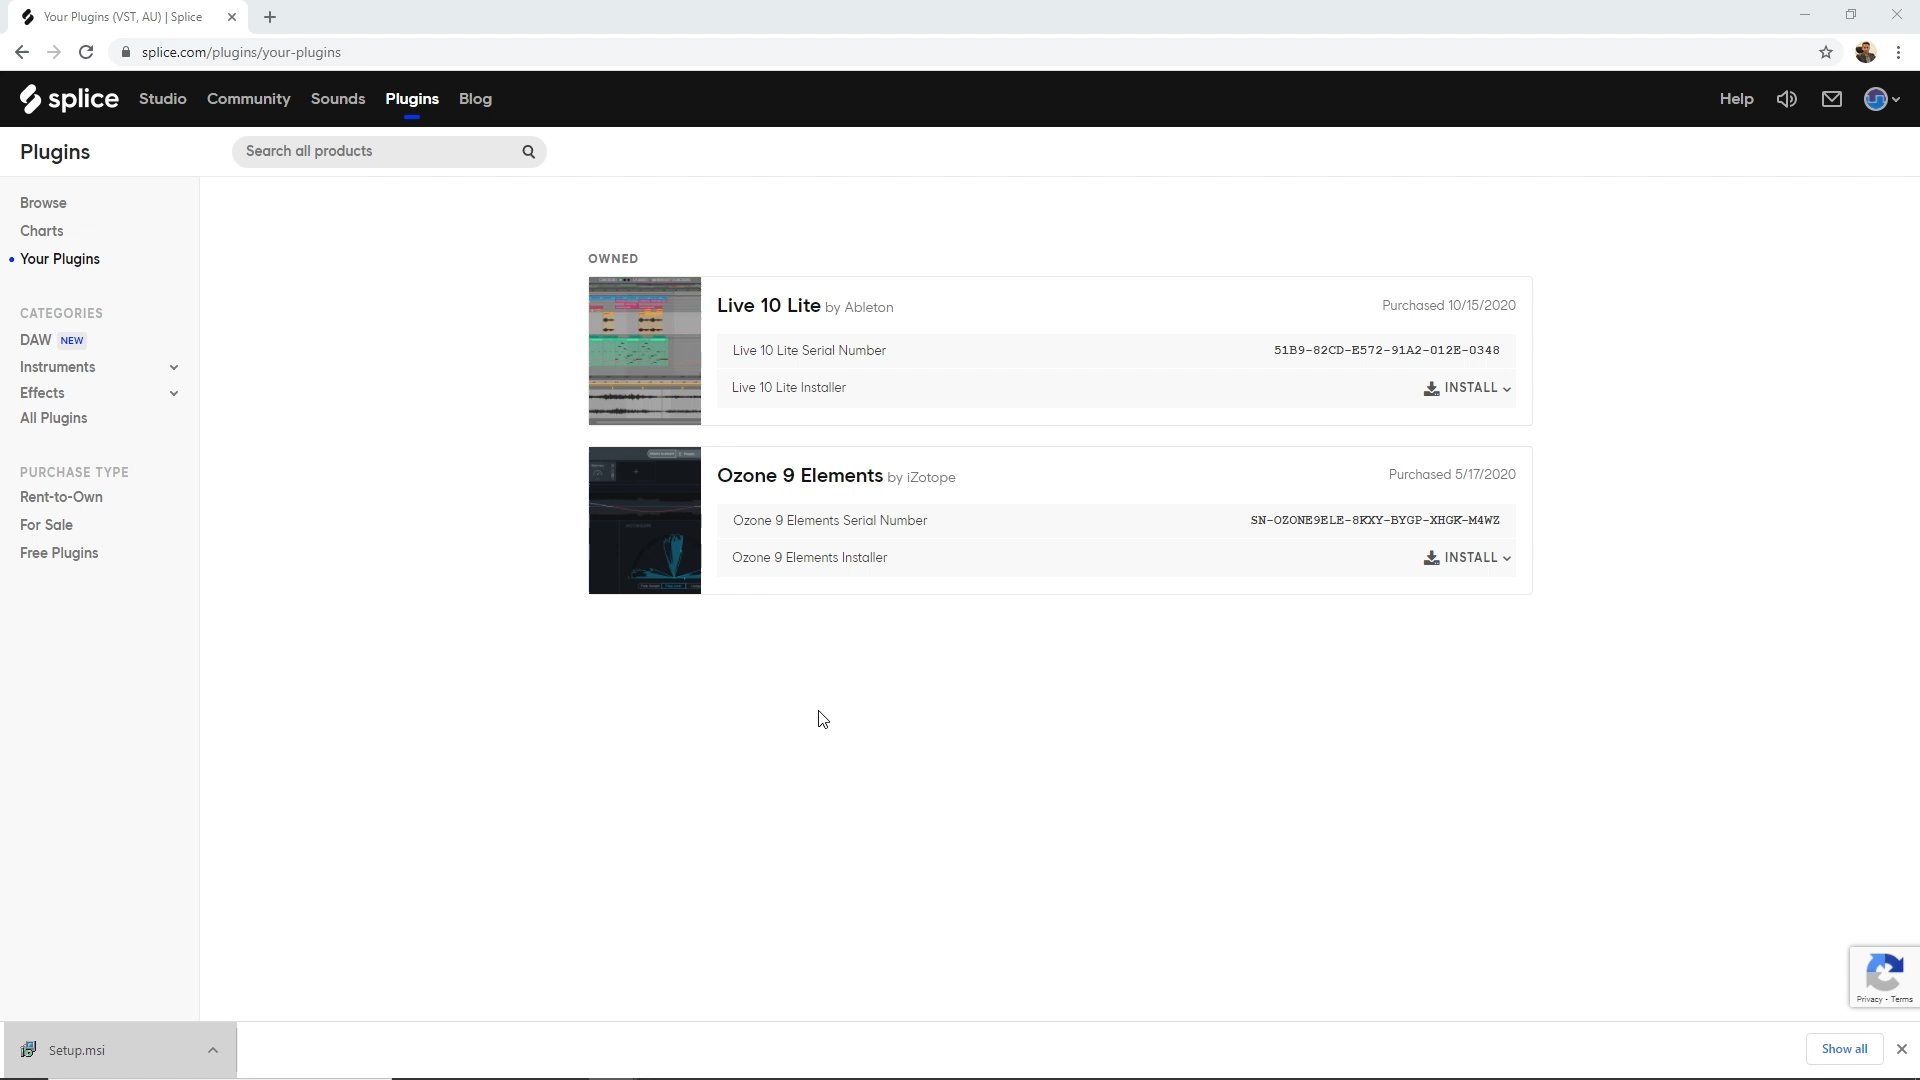 Your Plugins (VST, AU) | Splice
splice.com/plugins/your-plugins
splice Studio Community Sounds Plugins Blog Help
Plugins Search all products
Browse
Charts
Your Plugins
CATEGORIES
DAW NEW
Instruments
Effects
All Plugins
PURCHASE TYPE
Rent-to-Own
For Sale
Free Plugins
OWNED
Live 10 Lite by Ableton Purchased 10/15/2020
Live 10 Lite Serial Number 51B9-82CD-E572-91A2-012E-0348
Live 10 Lite Installer INSTALL
Ozone 9 Elements by iZotope Purchased 5/17/2020
Ozone 9 Elements Serial Number SN-OZONE9ELE-8KXY-BYGP-XHGK-M4WZ
Ozone 9 Elements Installer INSTALL
Privacy - Terms
Setup.msi Show all